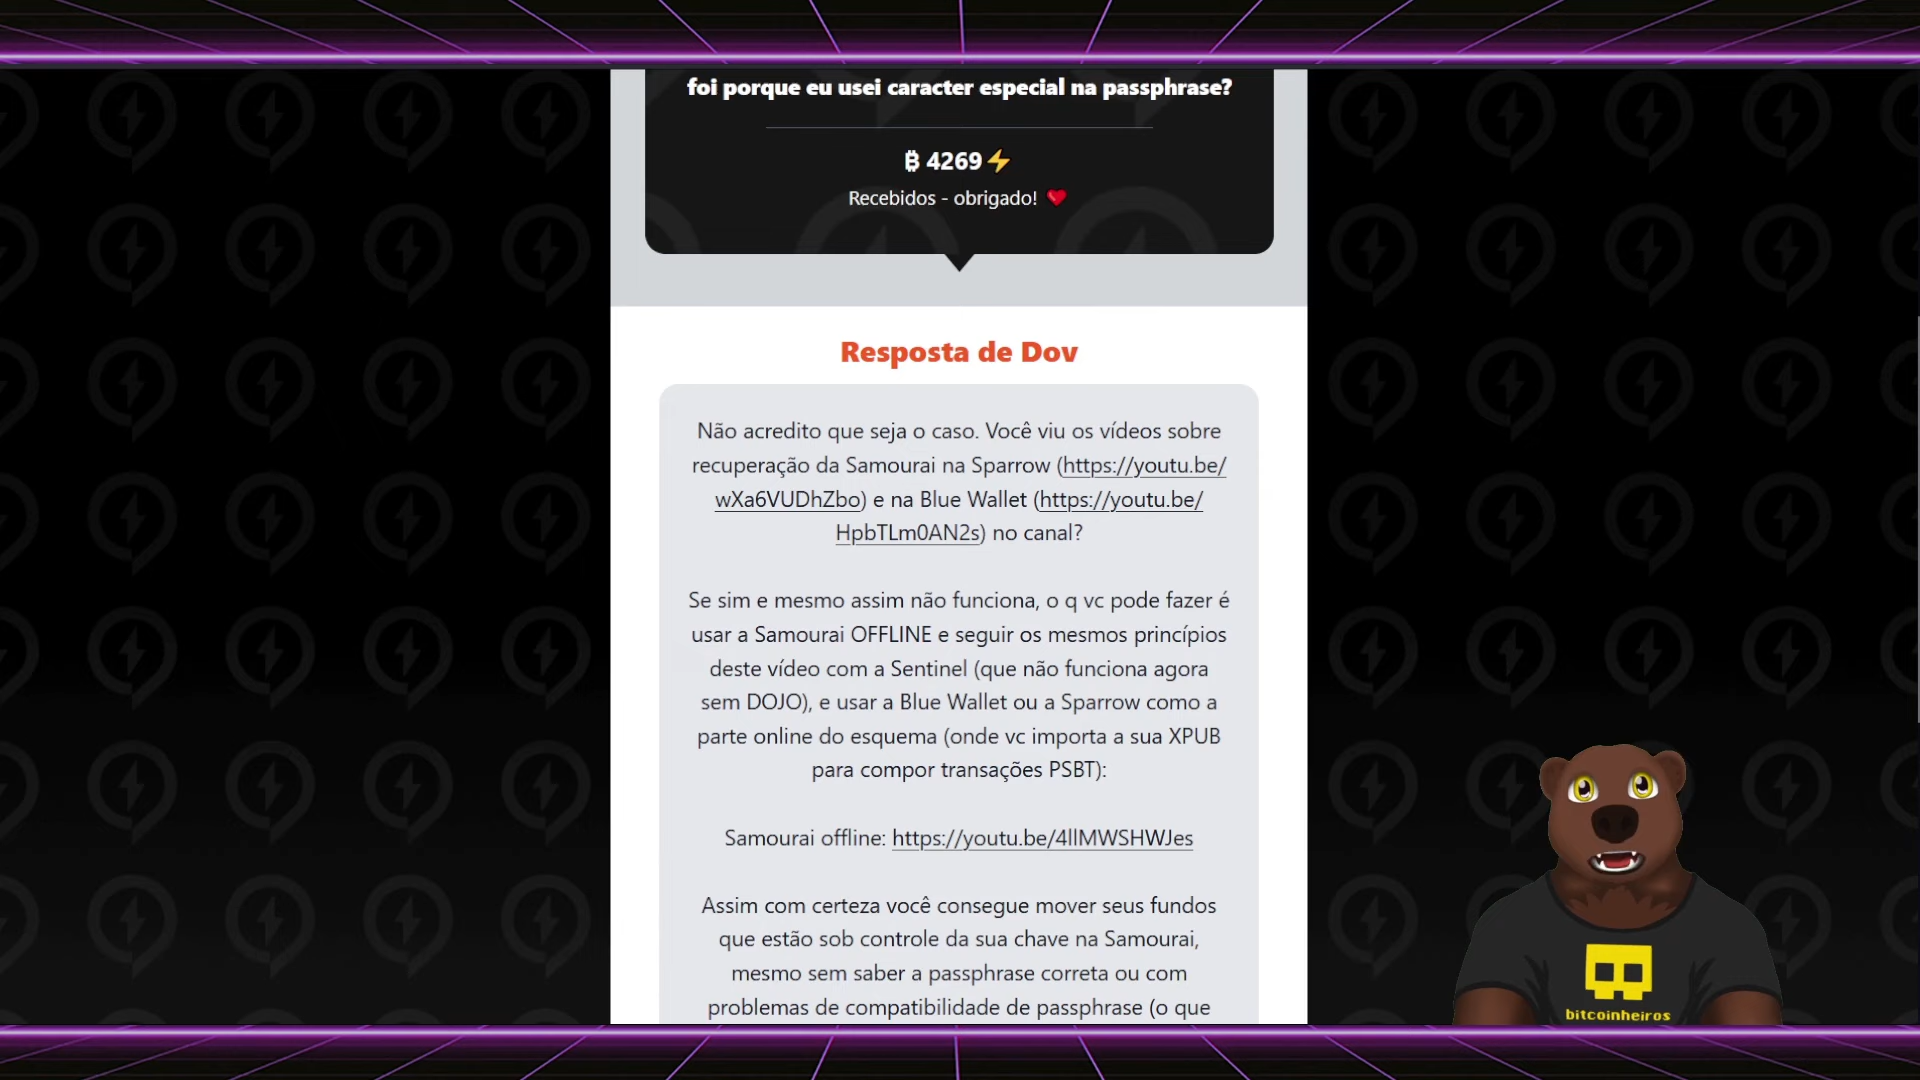 foi porque eu usei caracter especial na passphrase?
₿ 4269⚡
Recebidos - obrigado! ❤️
Resposta de Dov
Não acredito que seja o caso. Você viu os vídeos sobre
recuperação da Samourai na Sparrow (https://youtu.be/
wXa6VUDhZbo) e na Blue Wallet (https://youtu.be/
HpbTLm0AN2s) no canal?
Se sim e mesmo assim não funciona, o q vc pode fazer é
usar a Samourai OFFLINE e seguir os mesmos princípios
deste vídeo com a Sentinel (que não funciona agora
sem DOJO), e usar a Blue Wallet ou a Sparrow como a
parte online do esquema (onde vc importa a sua XPUB
para compor transações PSBT):
Samourai offline: https://youtu.be/4llMWSHWJes
Assim com certeza você consegue mover seus fundos
que estão sob controle da sua chave na Samourai,
mesmo sem saber a passphrase correta ou com
problemas de compatibilidade de passphrase (o que
bitcoinheiros